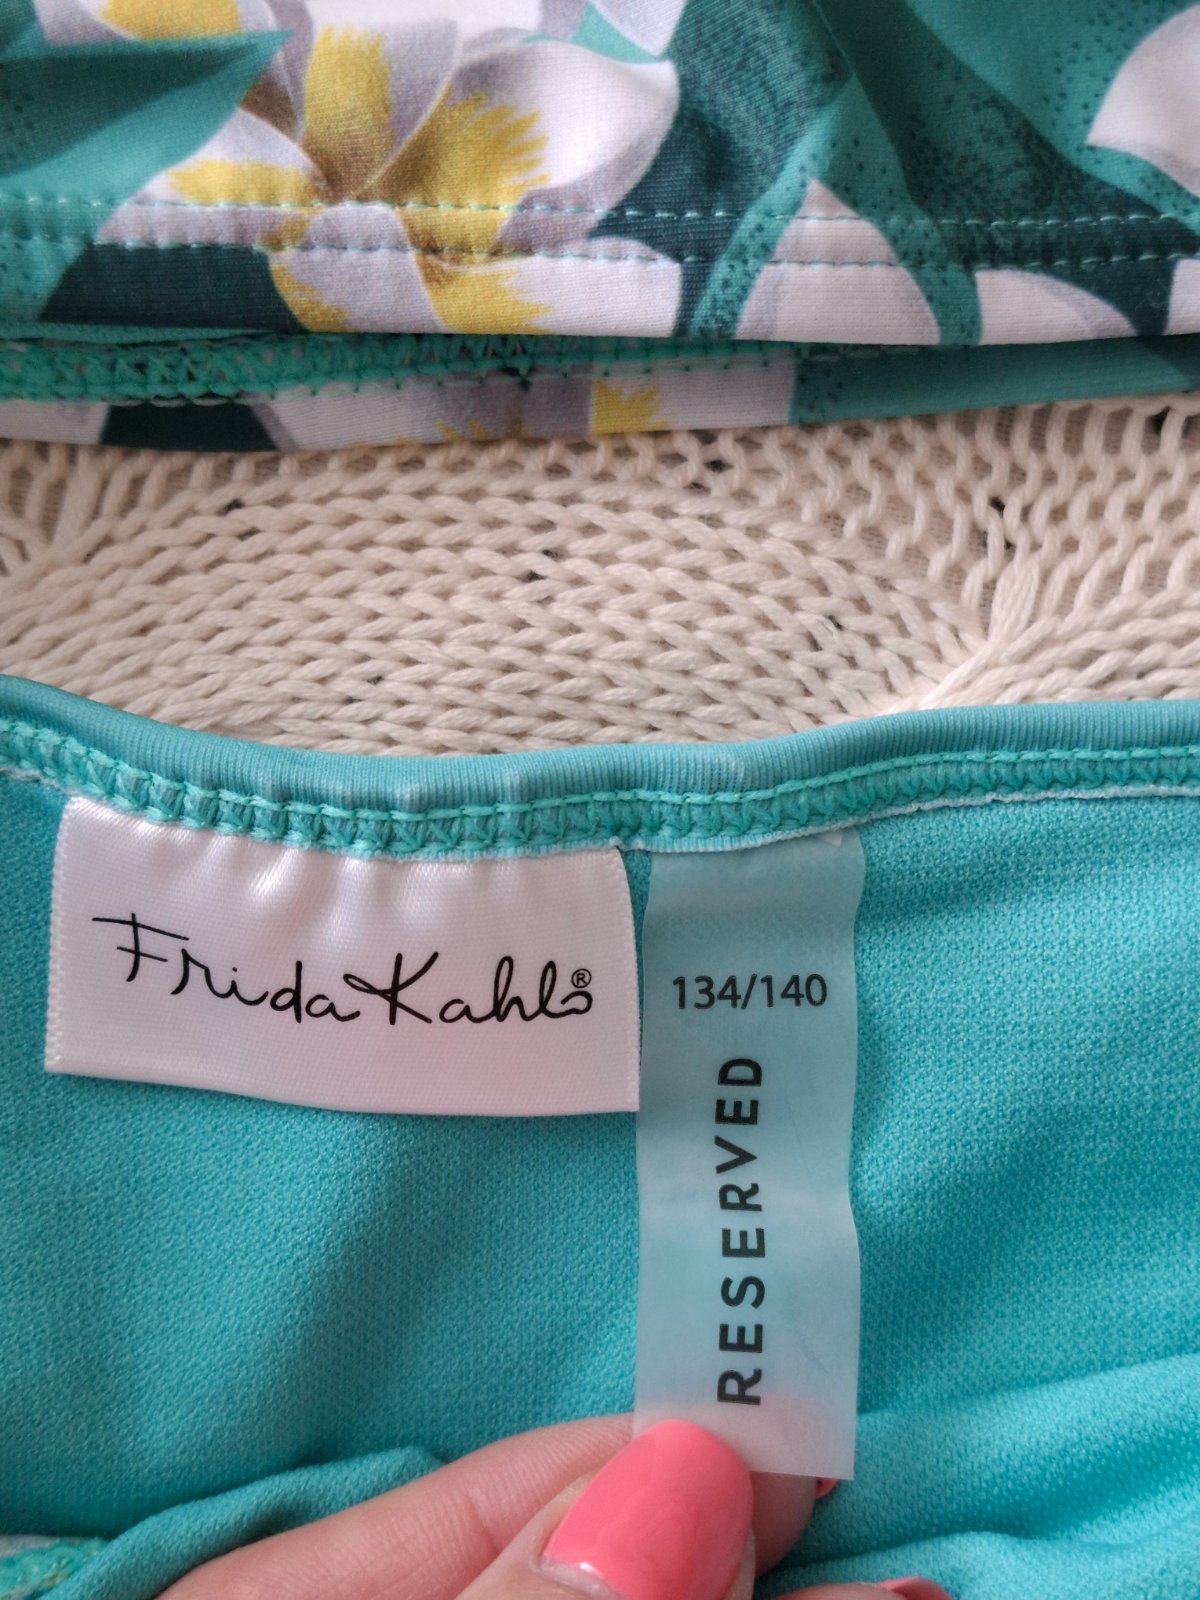 Frida Kahlo®
134/140
RESERVED